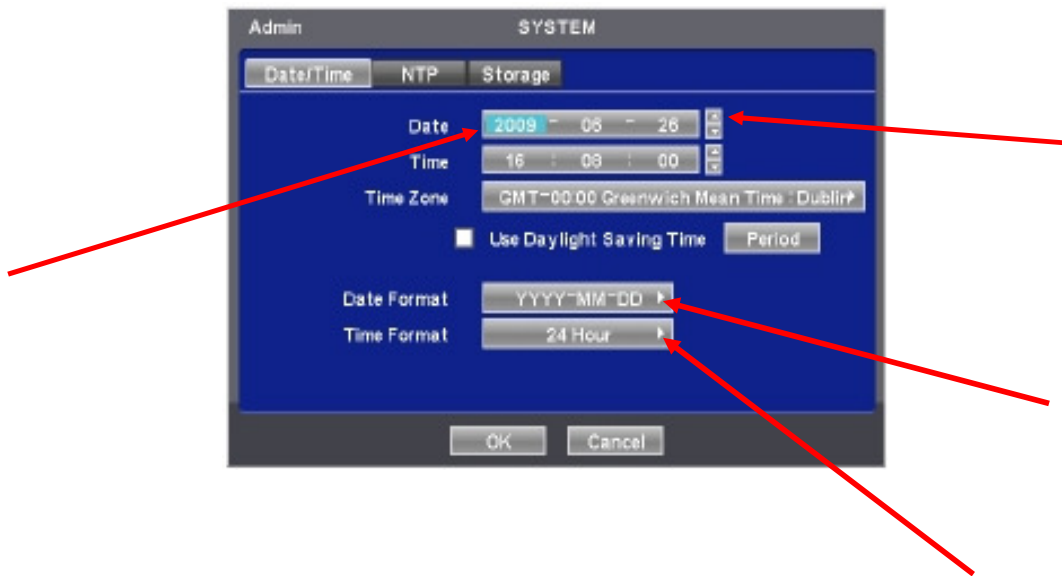 Admin SYSTEM
Date/Time NTP Storage
Date 2009 - 06 - 26
Time 16 : 08 : 00
Time Zone GMT-00:00 Greenwich Mean Time : Dublin
Use Daylight Saving Time Period
Date Format YYYY-MM-DD
Time Format 24 Hour
OK Cancel